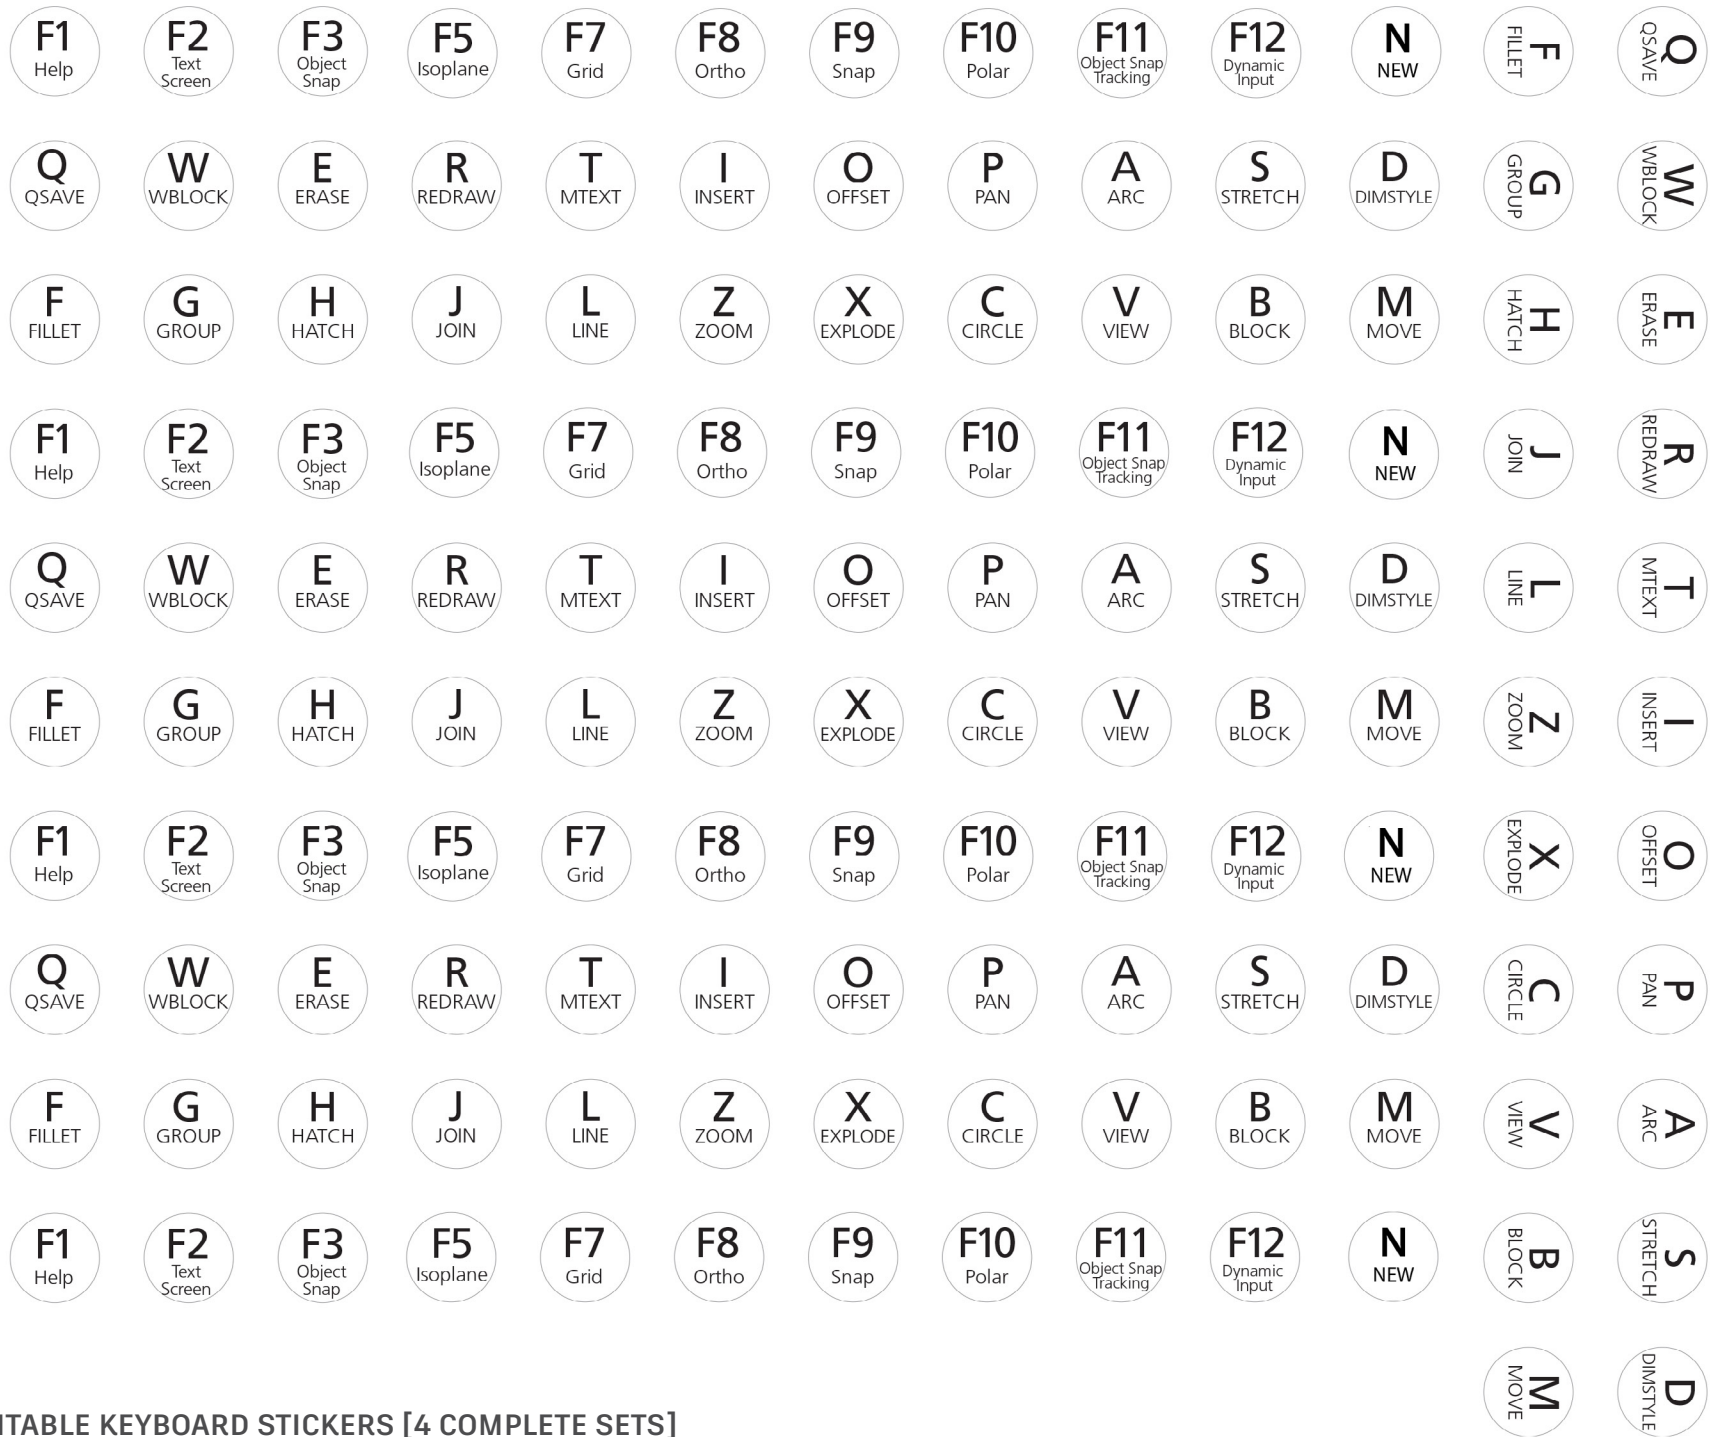 F1 F2 F3 F5 F7 F8 F9 F10 F11 F12 N
Help Text Object Isoplane Grid Ortho Snap Polar Object Snap Dynamic NEW
Screen Snap Tracking Input
Q W E R T I O P A S D
QSAVE WBLOCK ERASE REDRAW MTEXT INSERT OFFSET PAN ARC STRETCH DIMSTYLE
F G H J L Z X C V B M
FILLET GROUP HATCH JOIN LINE ZOOM EXPLODE CIRCLE VIEW BLOCK MOVE
F1 F2 F3 F5 F7 F8 F9 F10 F11 F12 N
Help Text Object Isoplane Grid Ortho Snap Polar Object Snap Dynamic NEW
Screen Snap Tracking Input
Q W E R T I O P A S D
QSAVE WBLOCK ERASE REDRAW MTEXT INSERT OFFSET PAN ARC STRETCH DIMSTYLE
F G H J L Z X C V B M
FILLET GROUP HATCH JOIN LINE ZOOM EXPLODE CIRCLE VIEW BLOCK MOVE
F1 F2 F3 F5 F7 F8 F9 F10 F11 F12 N
Help Text Object Isoplane Grid Ortho Snap Polar Object Snap Dynamic NEW
Screen Snap Tracking Input
Q W E R T I O P A S D
QSAVE WBLOCK ERASE REDRAW MTEXT INSERT OFFSET PAN ARC STRETCH DIMSTYLE
F G H J L Z X C V B M
FILLET GROUP HATCH JOIN LINE ZOOM EXPLODE CIRCLE VIEW BLOCK MOVE
F1 F2 F3 F5 F7 F8 F9 F10 F11 F12 N
Help Text Object Isoplane Grid Ortho Snap Polar Object Snap Dynamic NEW
Screen Snap Tracking Input
Q W E R T I O P A S D
QSAVE WBLOCK ERASE REDRAW MTEXT INSERT OFFSET PAN ARC STRETCH DIMSTYLE
F G H J L Z X C V B M
FILLET GROUP HATCH JOIN LINE ZOOM EXPLODE CIRCLE VIEW BLOCK MOVE
KEYBOARD STICKERS [4 COMPLETE SETS]